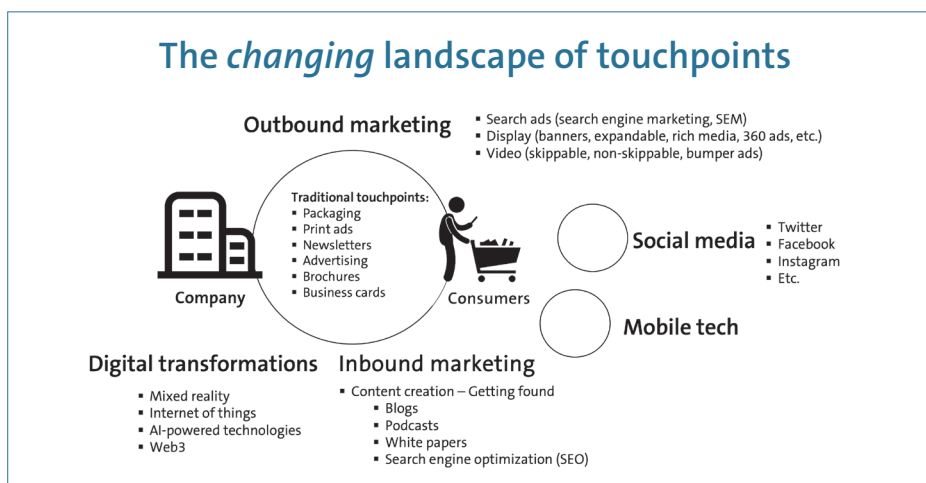 The changing landscape of touchpoints
Outbound marketing
▪ Search ads (search engine marketing, SEM)
▪ Display (banners, expandable, rich media, 360 ads, etc.)
▪ Video (skippable, non-skippable, bumper ads)
Traditional touchpoints:
▪ Packaging
▪ Print ads
▪ Newsletters
▪ Advertising
▪ Brochures
▪ Business cards
Company
Consumers
Social media
▪ Twitter
▪ Facebook
▪ Instagram
▪ Etc.
Mobile tech
Digital transformations
▪ Mixed reality
▪ Internet of things
▪ AI-powered technologies
▪ Web3
Inbound marketing
▪ Content creation – Getting found
▪ Blogs
▪ Podcasts
▪ White papers
▪ Search engine optimization (SEO)